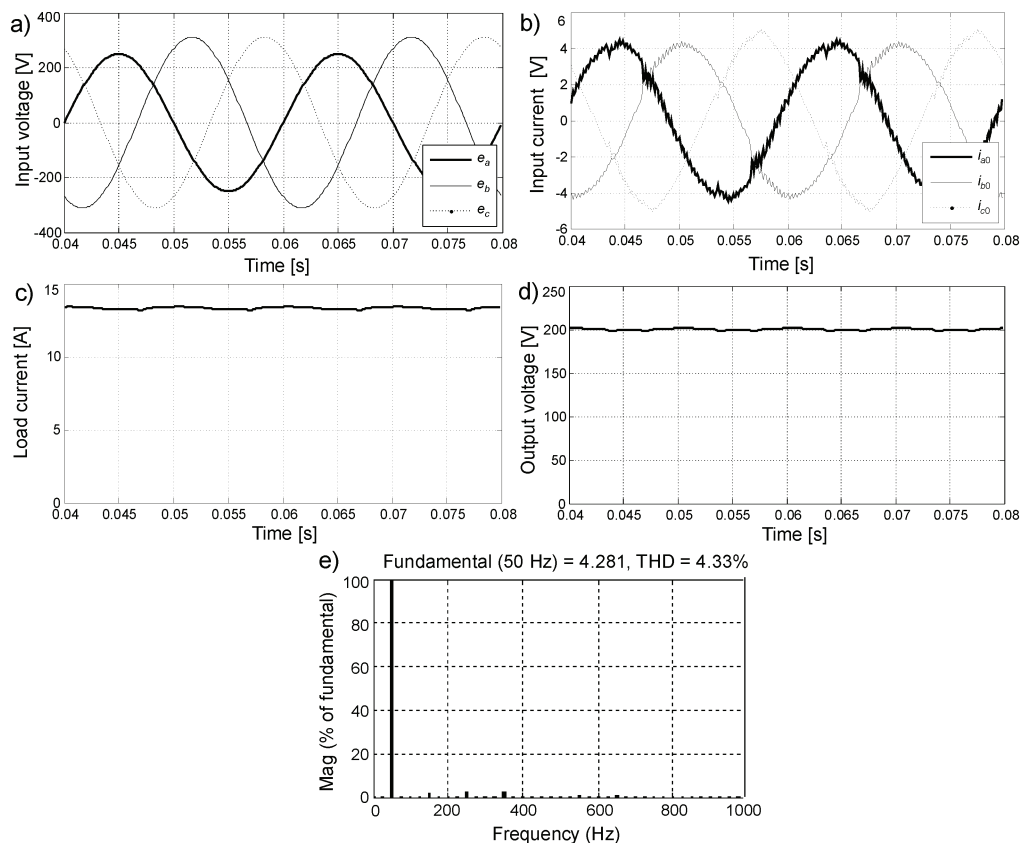 a)
Input voltage [V]
400
200
0
-200
-400
0.04 0.045 0.05 0.055 0.06 0.065 0.07 0.075 0.08
Time [s]
e_a
e_b
e_c
b)
Input current [V]
6
4
2
0
-2
-4
-6
0.04 0.045 0.05 0.055 0.06 0.065 0.07 0.075 0.08
Time [s]
i_a0
i_b0
i_c0
c)
Load current [A]
15
10
5
0
0.04 0.045 0.05 0.055 0.06 0.065 0.07 0.075 0.08
Time [s]
d)
Output voltage [V]
250
200
150
100
50
0
0.04 0.045 0.05 0.055 0.06 0.065 0.07 0.075 0.08
Time [s]
e)
Fundamental (50 Hz) = 4.281, THD = 4.33%
Mag (% of fundamental)
100
80
60
40
20
0
0 200 400 600 800 1000
Frequency (Hz)